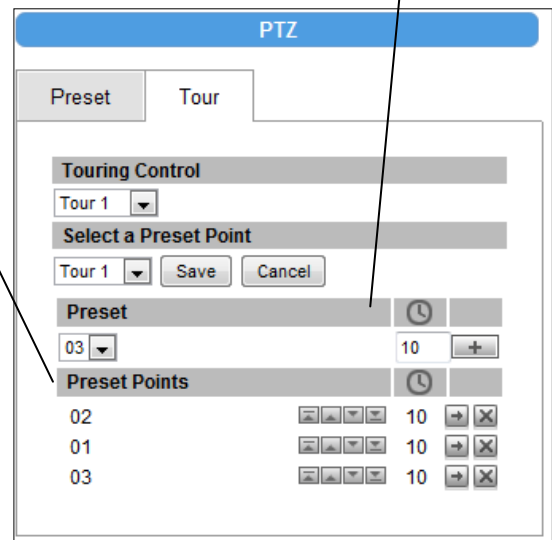 PTZ
Preset Tour
Touring Control
Tour 1
Select a Preset Point
Tour 1 Save Cancel
Preset
03 10 +
Preset Points
02 10
01 10
03 10